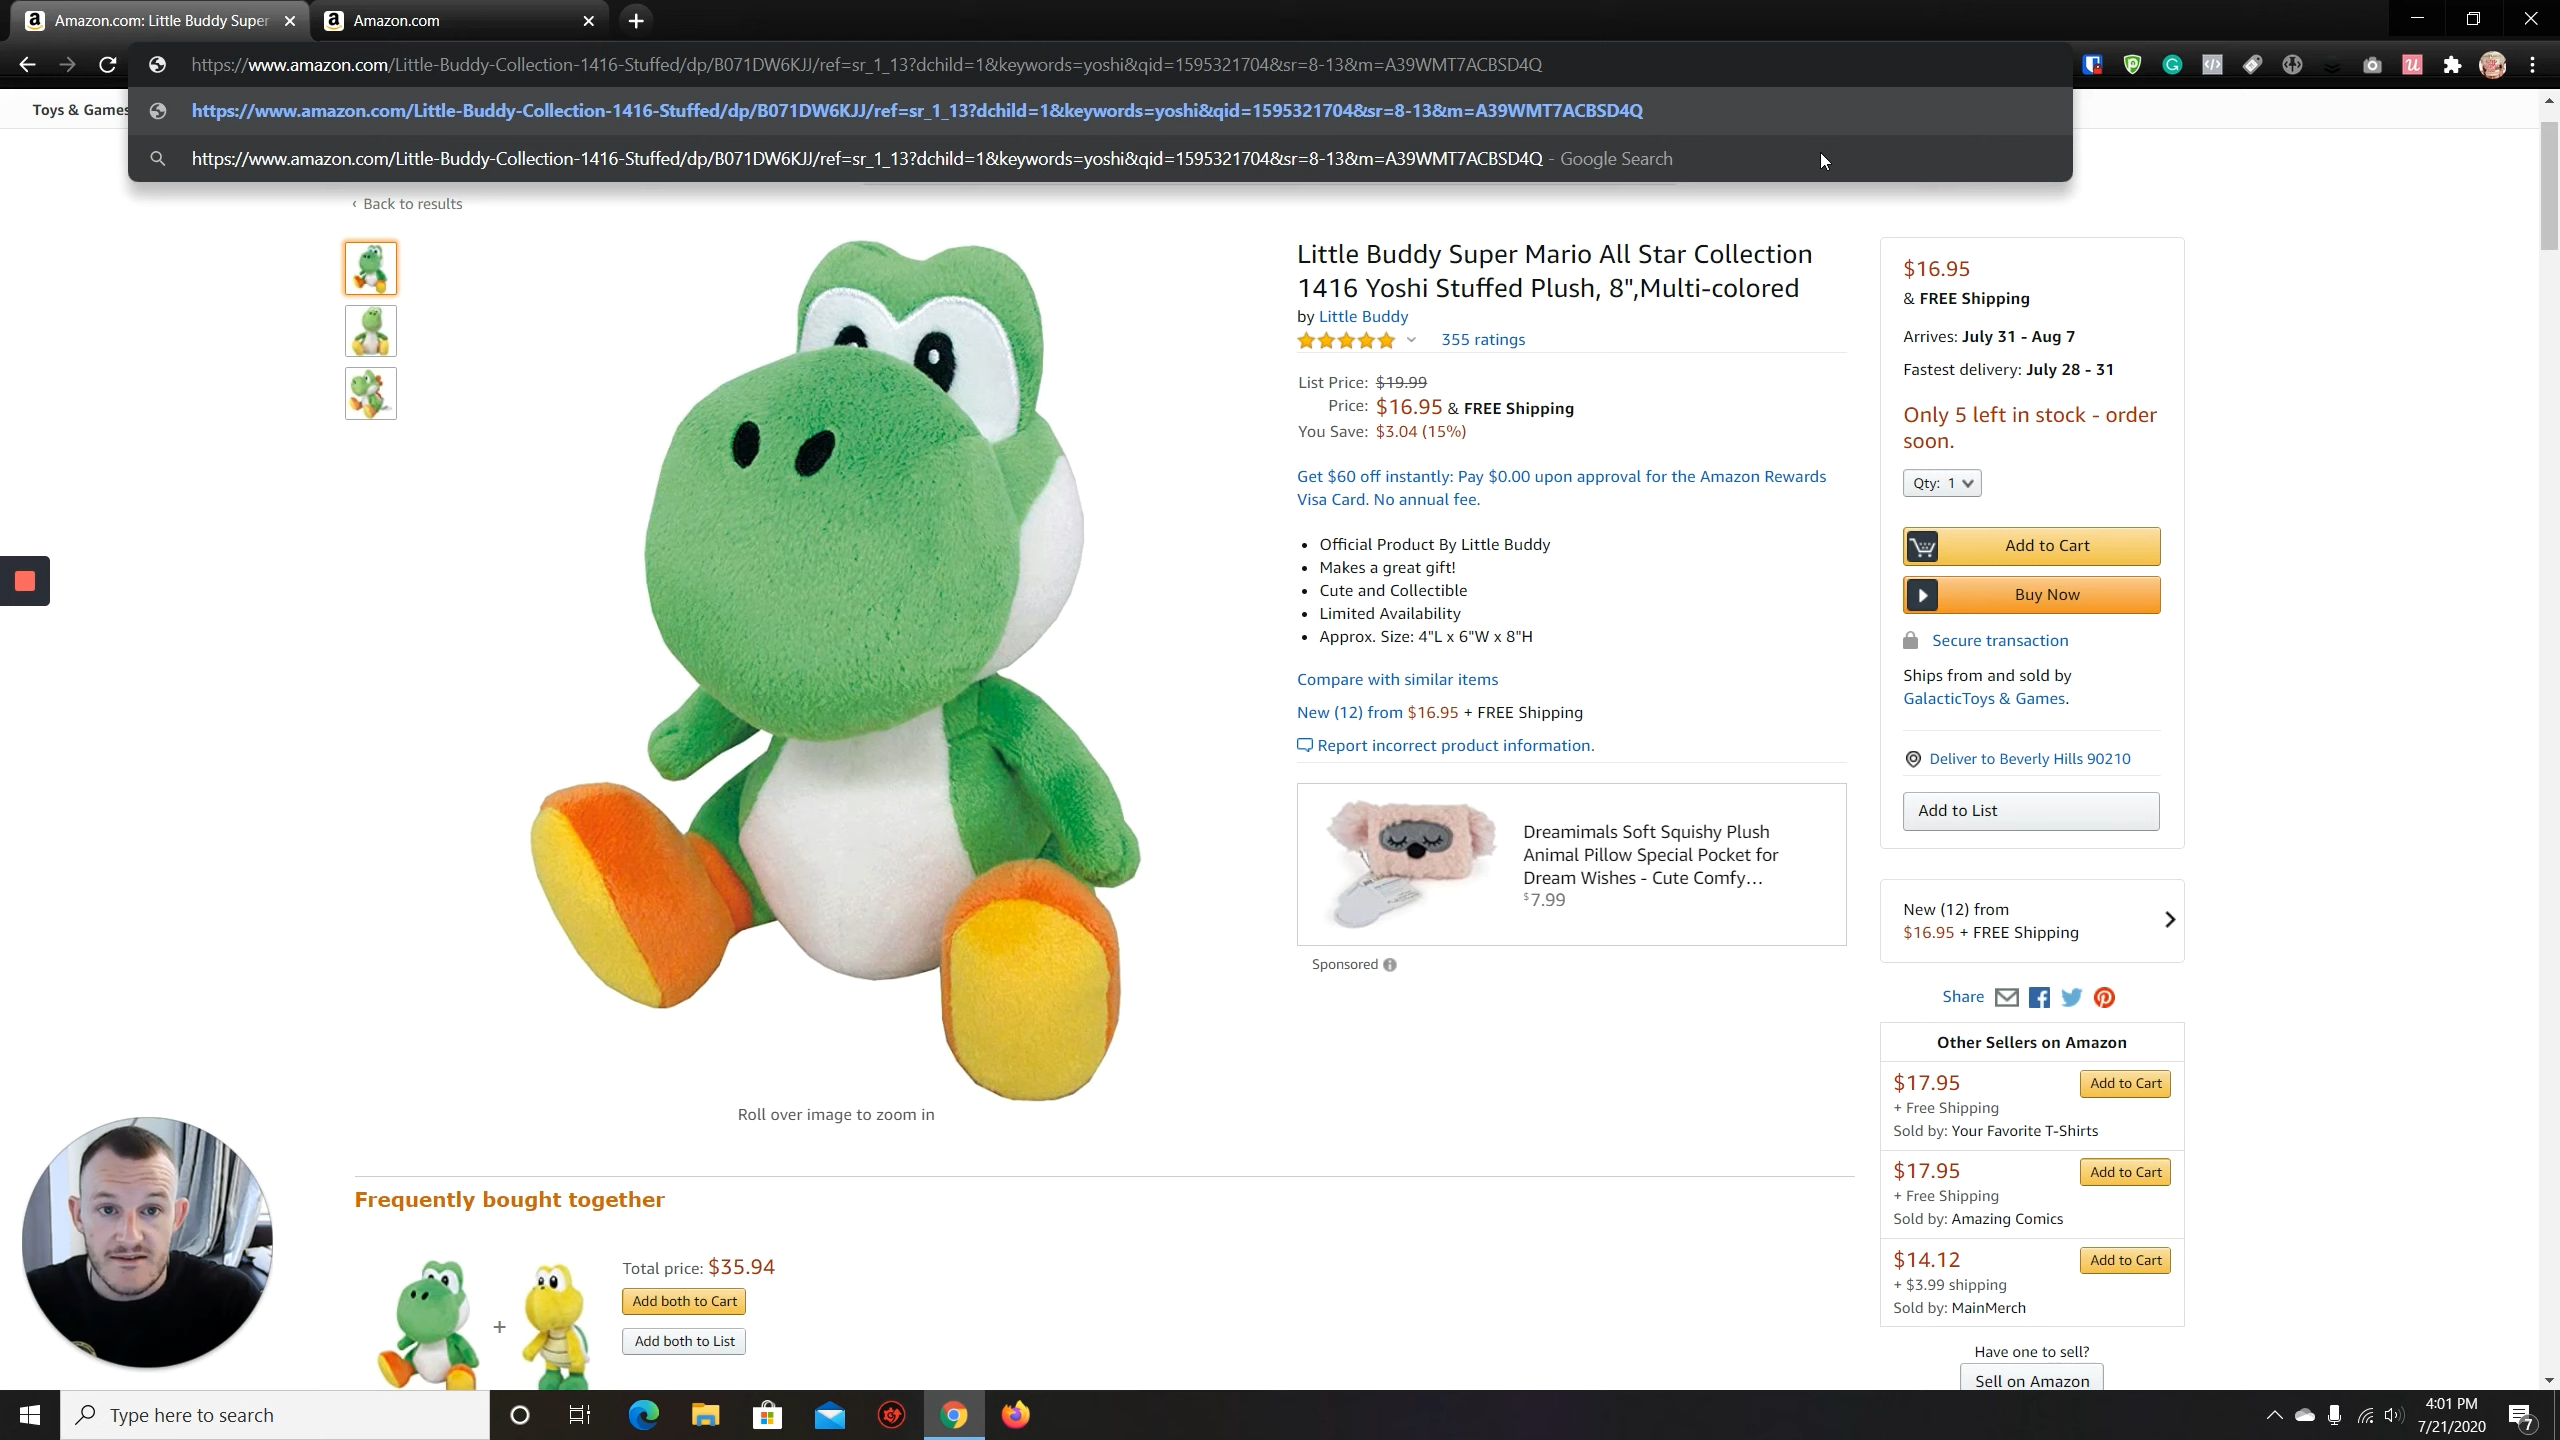 Amazon.com: Little Buddy Super
Amazon.com
https://www.amazon.com/Little-Buddy-Collection-1416-Stuffed/dp/B071DW6KJJ/ref=sr_1_13?dchild=1&keywords=yoshi&qid=1595321704&sr=8-13&m=A39WMT7ACBSD4Q
https://www.amazon.com/Little-Buddy-Collection-1416-Stuffed/dp/B071DW6KJJ/ref=sr_1_13?dchild=1&keywords=yoshi&qid=1595321704&sr=8-13&m=A39WMT7ACBSD4Q
https://www.amazon.com/Little-Buddy-Collection-1416-Stuffed/dp/B071DW6KJJ/ref=sr_1_13?dchild=1&keywords=yoshi&qid=1595321704&sr=8-13&m=A39WMT7ACBSD4Q - Google Search
Toys & Games
‹ Back to results
Little Buddy Super Mario All Star Collection
1416 Yoshi Stuffed Plush, 8",Multi-colored
by Little Buddy
355 ratings
List Price: $19.99
Price: $16.95 & FREE Shipping
You Save: $3.04 (15%)
Get $60 off instantly: Pay $0.00 upon approval for the Amazon Rewards
Visa Card. No annual fee.
• Official Product By Little Buddy
• Makes a great gift!
• Cute and Collectible
• Limited Availability
• Approx. Size: 4"L x 6"W x 8"H
Compare with similar items
New (12) from $16.95 + FREE Shipping
Report incorrect product information.
Dreamimals Soft Squishy Plush
Animal Pillow Special Pocket for
Dream Wishes - Cute Comfy…
$7.99
Sponsored
Roll over image to zoom in
$16.95
& FREE Shipping
Arrives: July 31 - Aug 7
Fastest delivery: July 28 - 31
Only 5 left in stock - order
soon.
Qty: 1
Add to Cart
Buy Now
Secure transaction
Ships from and sold by
GalacticToys & Games.
Deliver to Beverly Hills 90210
Add to List
New (12) from
$16.95 + FREE Shipping
Share
Other Sellers on Amazon
$17.95
Add to Cart
+ Free Shipping
Sold by: Your Favorite T-Shirts
$17.95
Add to Cart
+ Free Shipping
Sold by: Amazing Comics
$14.12
Add to Cart
+ $3.99 shipping
Sold by: MainMerch
Have one to sell?
Sell on Amazon
Frequently bought together
+
Total price: $35.94
Add both to Cart
Add both to List
Type here to search
4:01 PM
7/21/2020
7